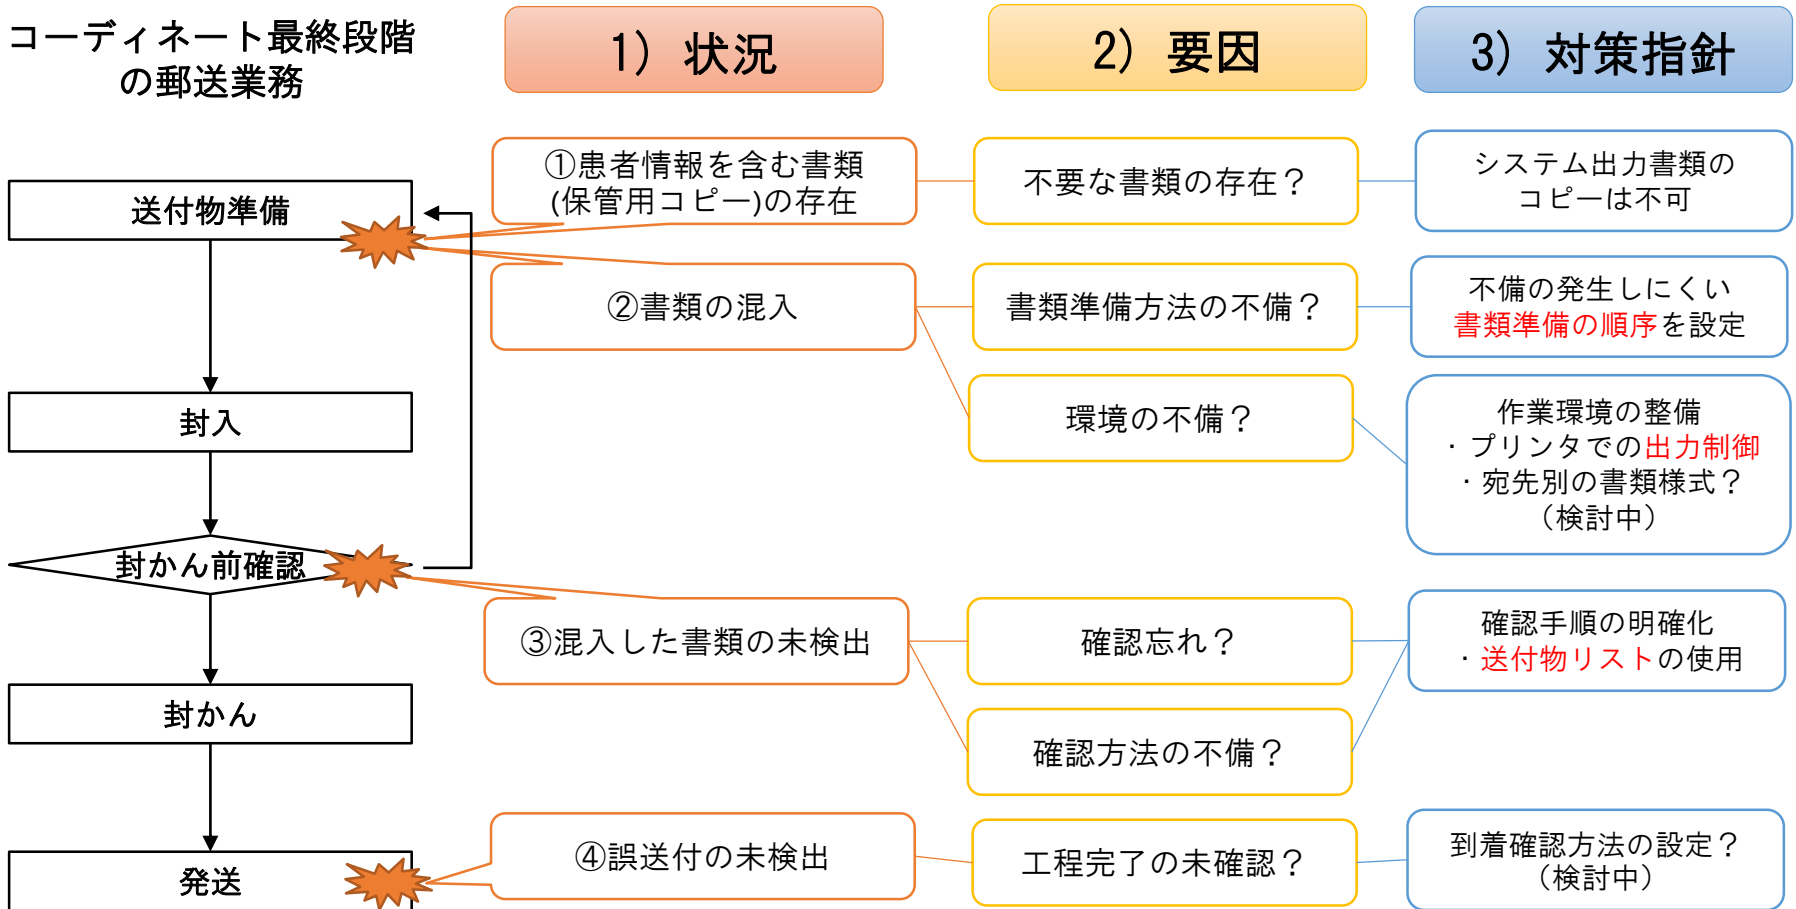 コーディネート最終段階
の郵送業務
1）状況
2）要因
3）対策指針
送付物準備
封入
封かん前確認
封かん
発送
①患者情報を含む書類
(保管用コピー)の存在
不要な書類の存在？
システム出力書類の
コピーは不可
②書類の混入
書類準備方法の不備？
不備の発生しにくい
書類準備の順序を設定
環境の不備？
作業環境の整備
・プリンタでの出力制御
・宛先別の書類様式？
（検討中）
③混入した書類の未検出
確認忘れ？
確認手順の明確化
・送付物リストの使用
確認方法の不備？
④誤送付の未検出
工程完了の未確認？
到着確認方法の設定？
（検討中）